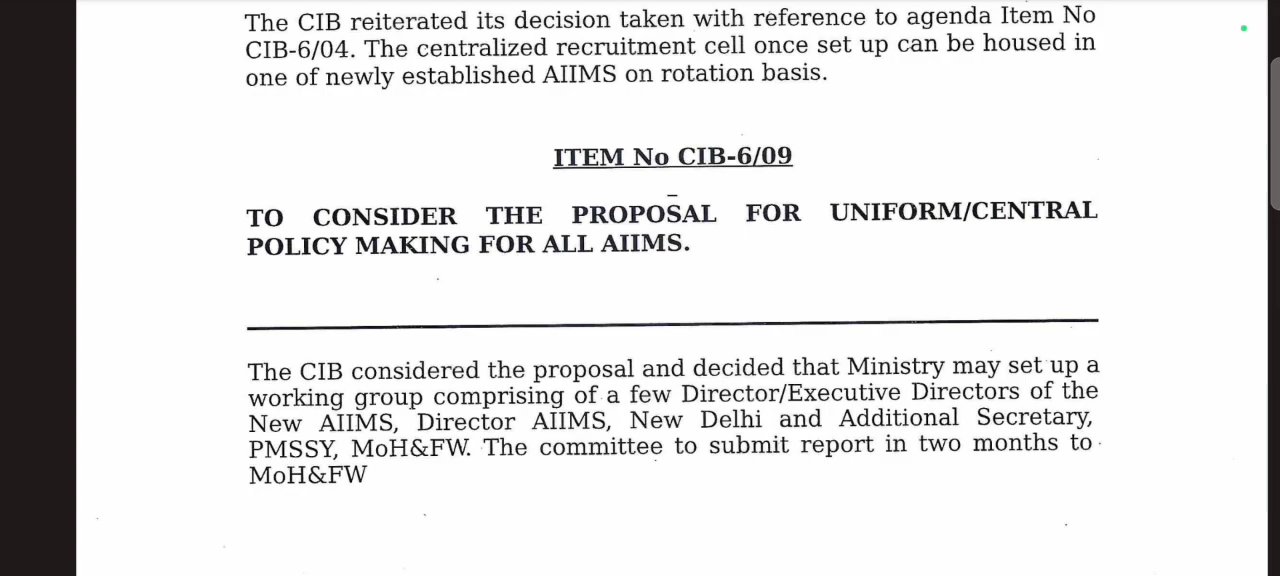 The CIB reiterated its decision taken with reference to agenda Item No
CIB-6/04. The centralized recruitment cell once set up can be housed in
one of newly established AIIMS on rotation basis.
ITEM No CIB-6/09
TO CONSIDER THE PROPOSAL FOR UNIFORM/CENTRAL
POLICY MAKING FOR ALL AIIMS.
The CIB considered the proposal and decided that Ministry may set up a
working group comprising of a few Director/Executive Directors of the
New AIIMS, Director AIIMS, New Delhi and Additional Secretary,
PMSSY, MoH&FW. The committee to submit report in two months to
MoH&FW